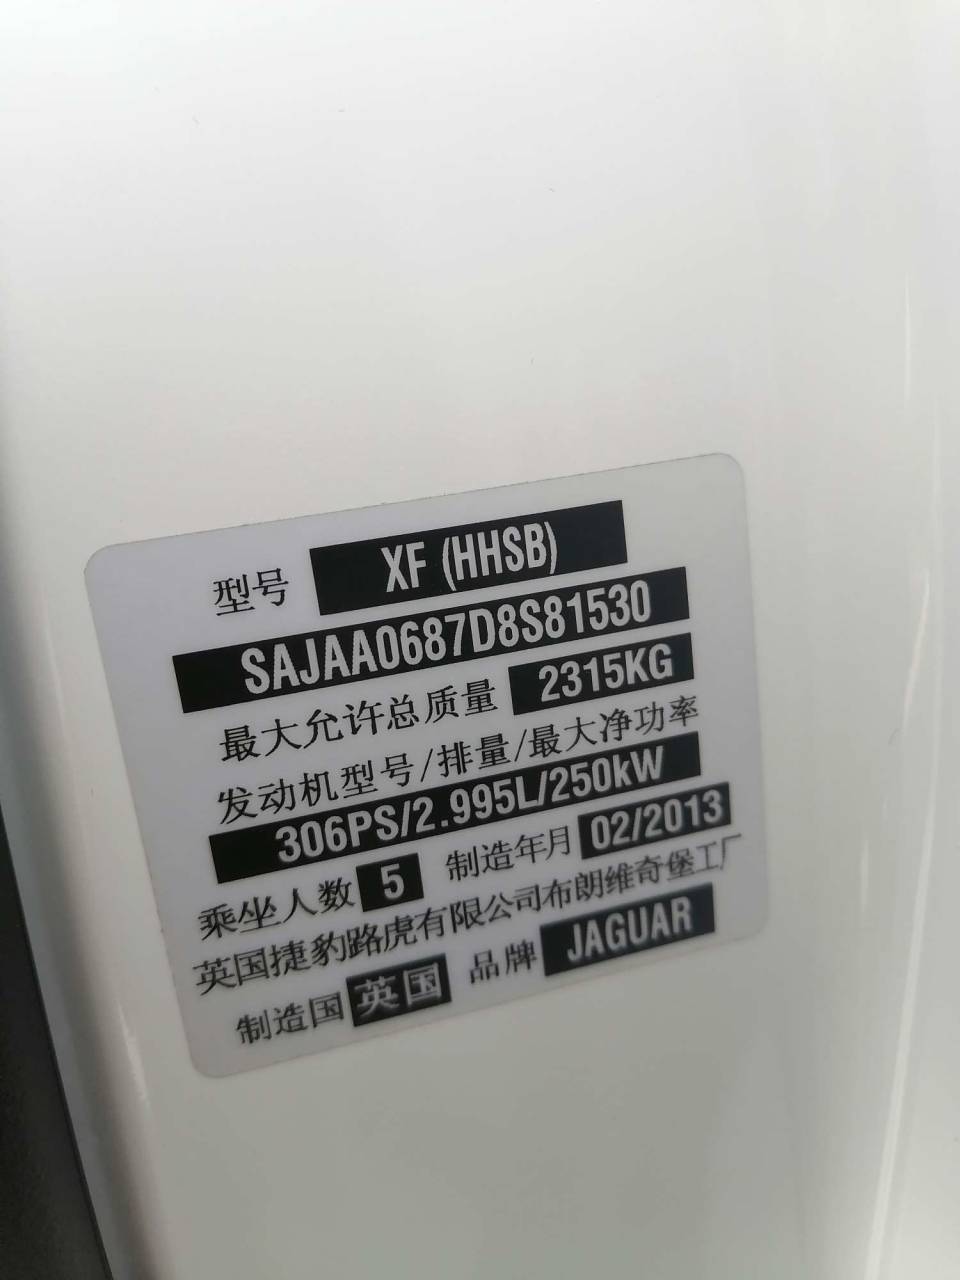 型号 XF (HHSB)
SAJAA0687D8S81530
最大允许总质量 2315KG
发动机型号/排量/最大净功率
306PS/2.995L/250kW
乘坐人数 5 制造年月 02/2013
英国捷豹路虎有限公司布朗维奇堡工厂
制造国 英国 品牌 JAGUAR